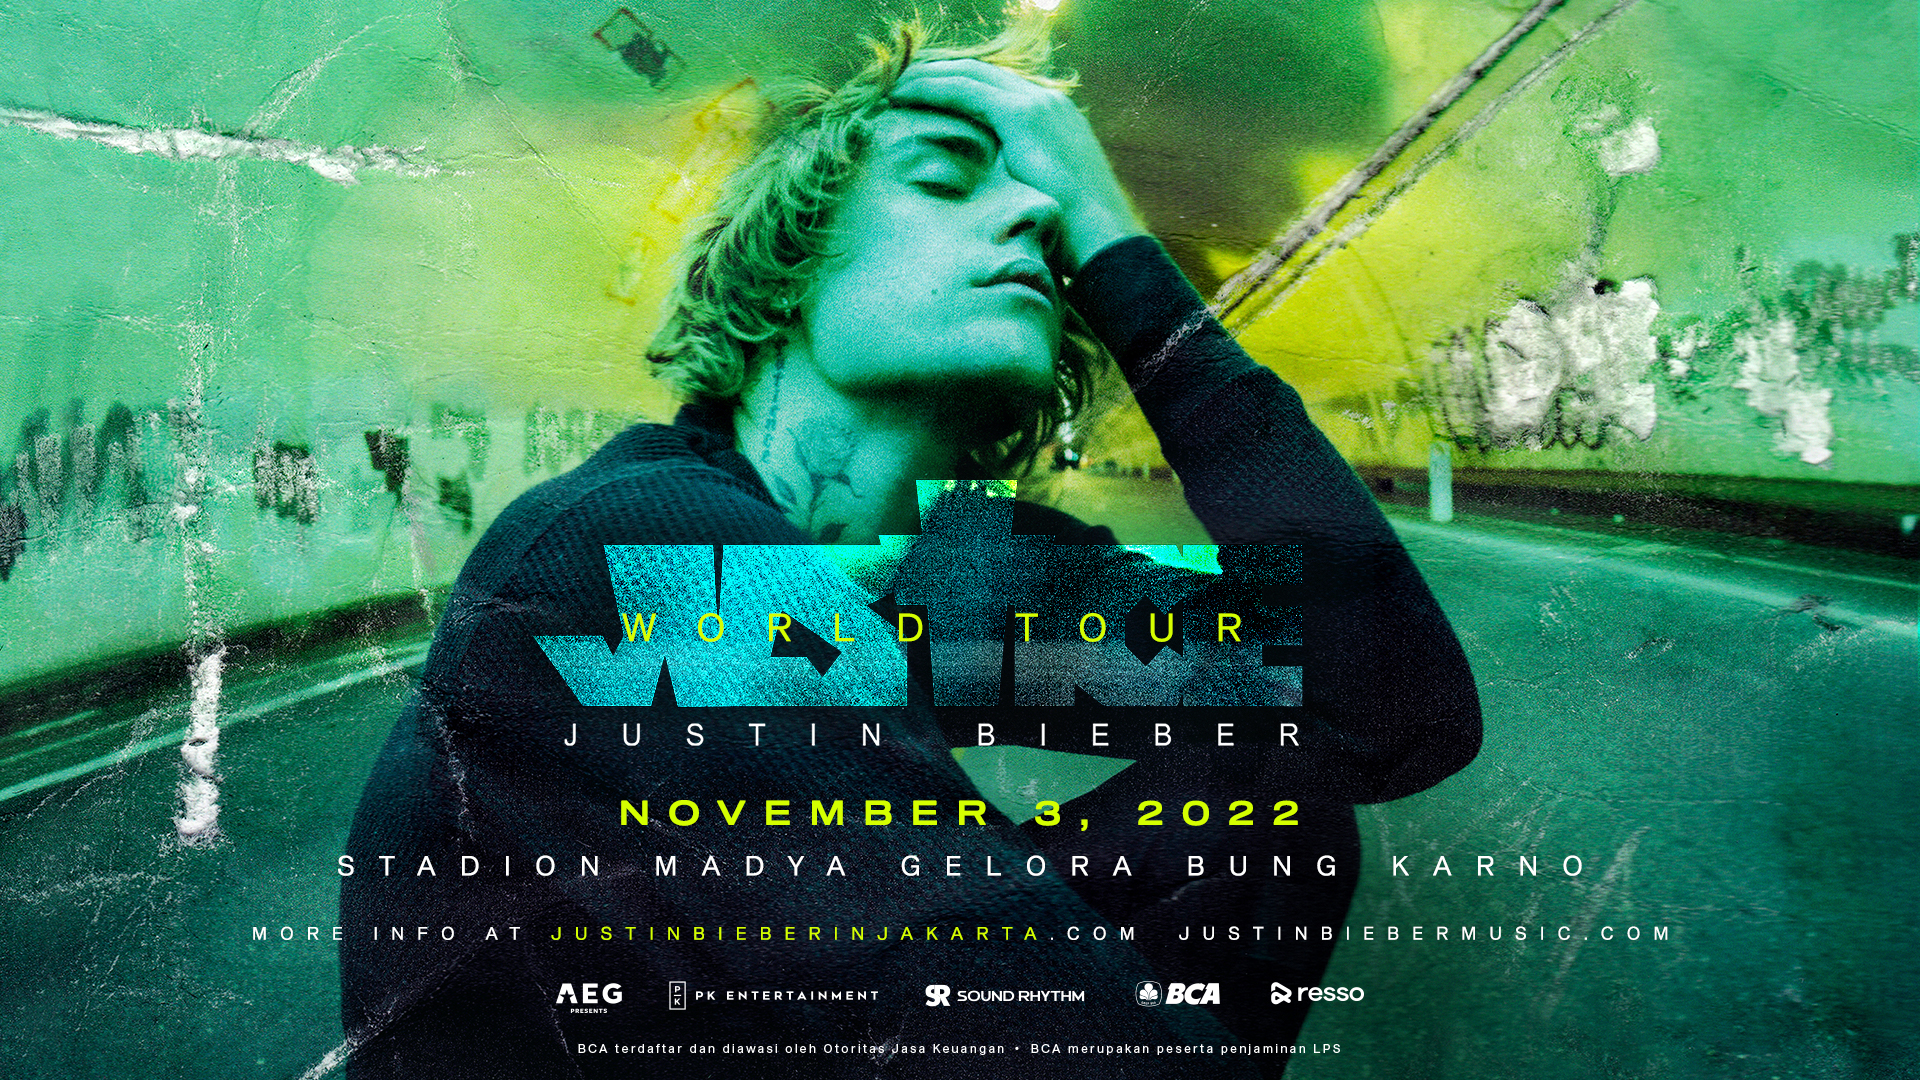 JUSTICE
WORLD TOUR
JUSTIN BIEBER
NOVEMBER 3, 2022
STADION MADYA GELORA BUNG KARNO
MORE INFO AT JUSTINBIEBERINJAKARTA.COM JUSTINBIEBERMUSIC.COM
AEG PRESENTS PK PK ENTERTAINMENT SR SOUND RHYTHM BCA resso
BCA terdaftar dan diawasi oleh Otoritas Jasa Keuangan • BCA merupakan peserta penjaminan LPS